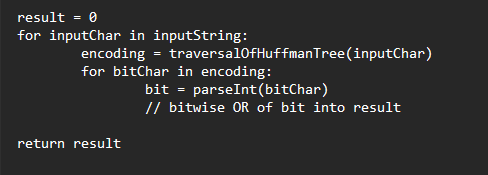 result = 0
for inputChar in inputString:
        encoding = traversalOfHuffmanTree(inputChar)
        for bitChar in encoding:
                bit = parseInt(bitChar)
                // bitwise OR of bit into result

return result